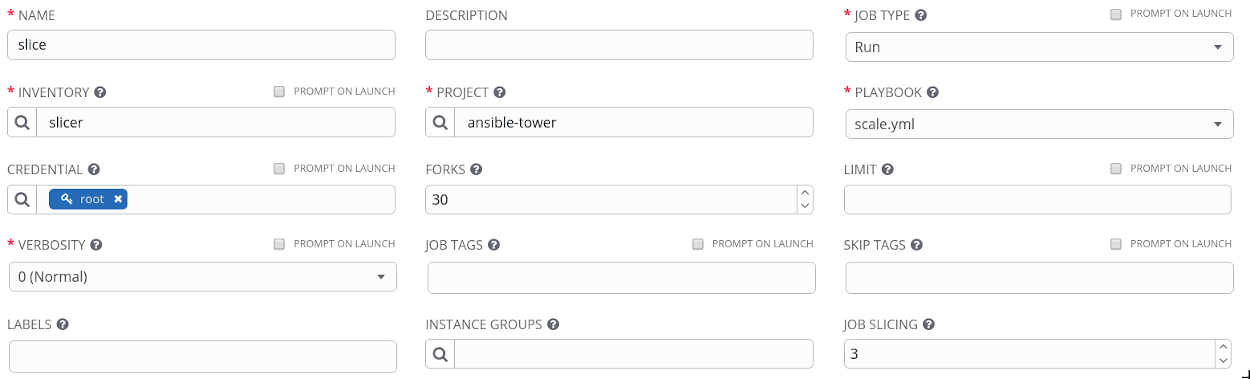 * NAME
DESCRIPTION
* JOB TYPE ? PROMPT ON LAUNCH
slice
Run
* INVENTORY ? PROMPT ON LAUNCH
* PROJECT ?
* PLAYBOOK ?
slicer
ansible-tower
scale.yml
CREDENTIAL ? PROMPT ON LAUNCH
FORKS ?
LIMIT ? PROMPT ON LAUNCH
root ×
30
* VERBOSITY ? PROMPT ON LAUNCH
JOB TAGS ? PROMPT ON LAUNCH
SKIP TAGS ? PROMPT ON LAUNCH
0 (Normal)
LABELS ?
INSTANCE GROUPS ?
JOB SLICING ?
3